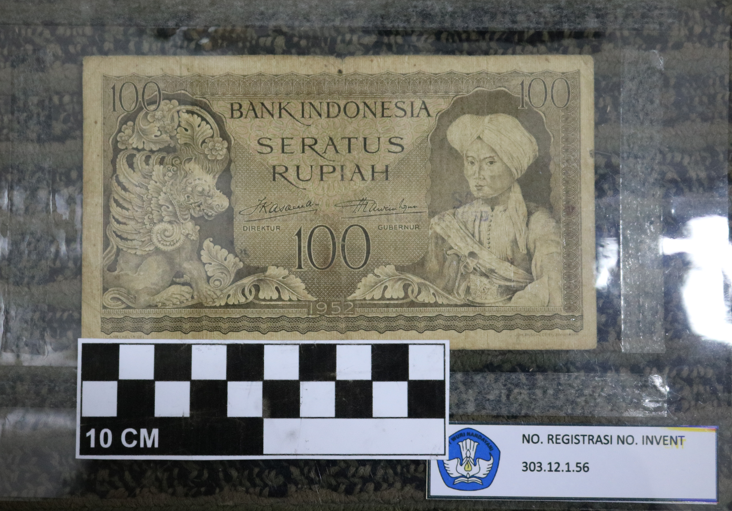 100
100
BANK INDONESIA
SERATUS
RUPIAH
DIREKTUR
GUBERNUR
100
1952
10 CM
NO. REGISTRASI NO. INVENT
303.12.1.56